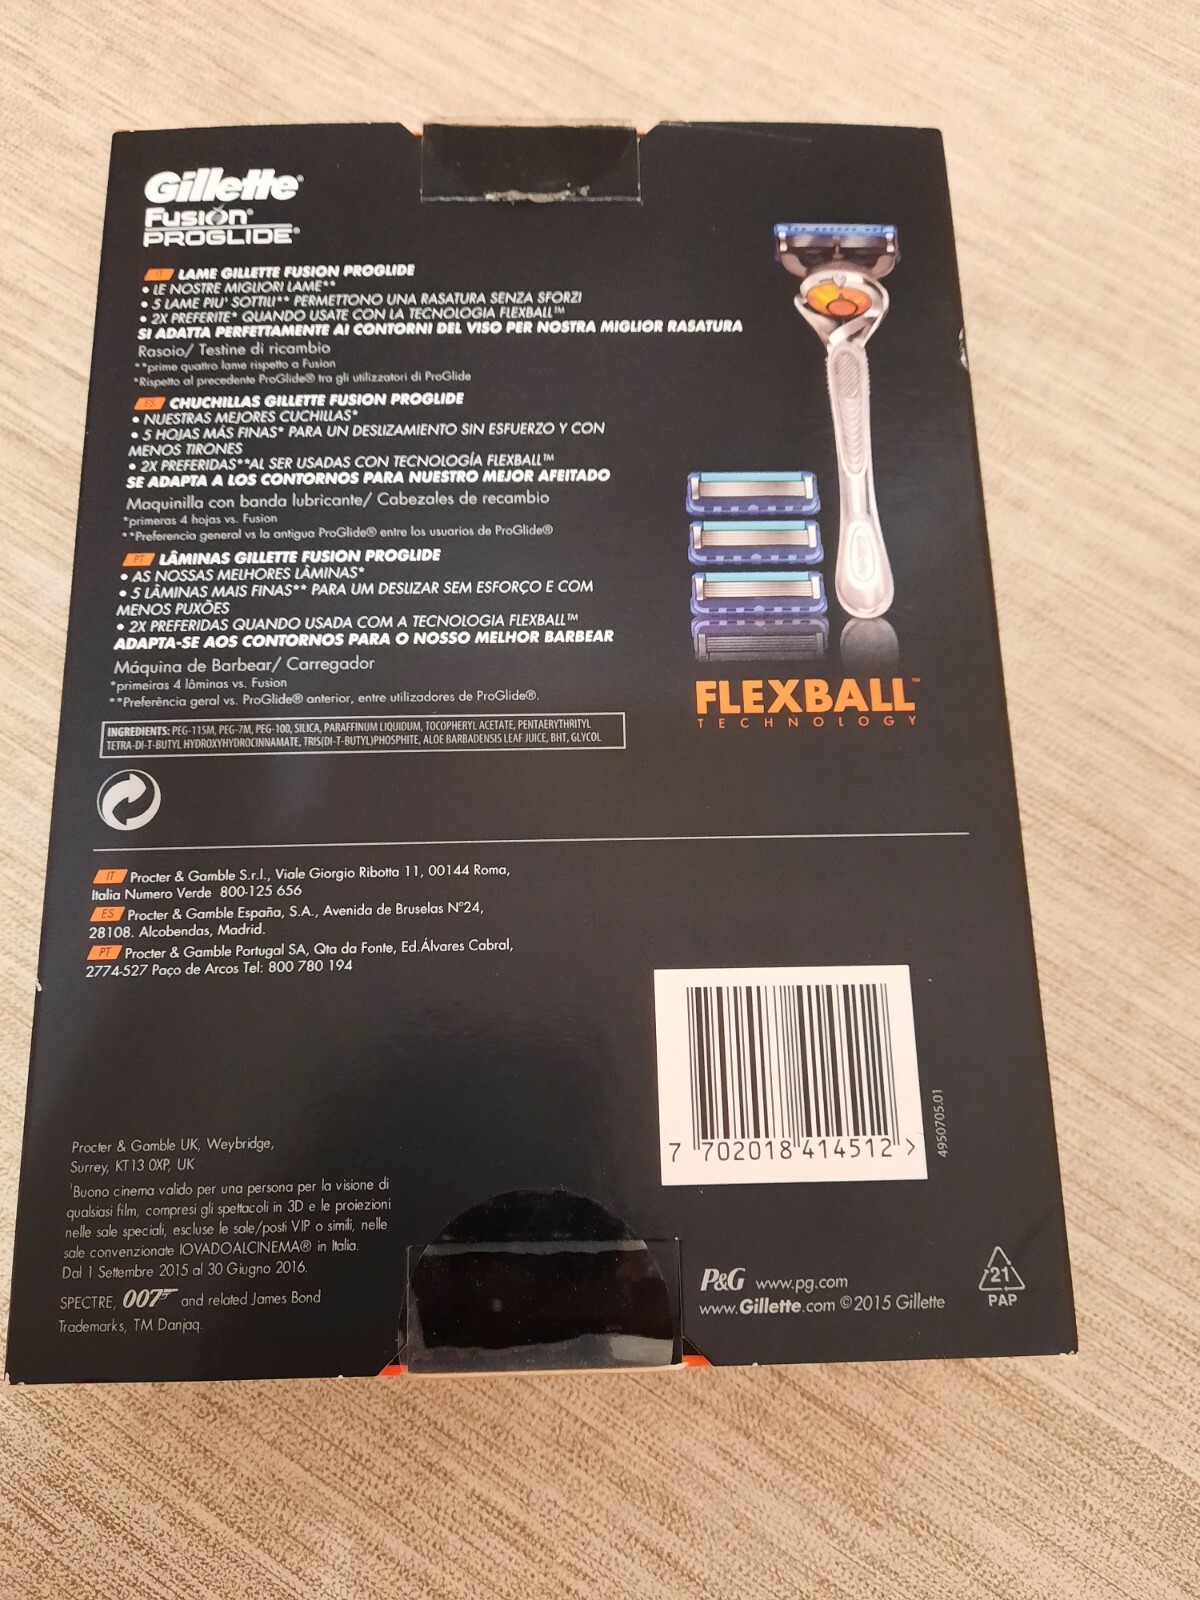 Gillette®
Fusion®
PROGLIDE®
IT LAME GILLETTE FUSION PROGLIDE
• LE NOSTRE MIGLIORI LAME**
• 5 LAME PIU' SOTTILI** PERMETTONO UNA RASATURA SENZA SFORZI
• 2X PREFERITE* QUANDO USATE CON LA TECNOLOGIA FLEXBALL™
SI ADATTA PERFETTAMENTE AI CONTORNI DEL VISO PER NOSTRA MIGLIOR RASATURA
Rasoio/ Testine di ricambio
**prime quattro lame rispetto a Fusion
*Rispetto al precedente ProGlide® tra gli utilizzatori di ProGlide
ES CHUCHILLAS GILLETTE FUSION PROGLIDE
• NUESTRAS MEJORES CUCHILLAS*
• 5 HOJAS MÁS FINAS* PARA UN DESLIZAMIENTO SIN ESFUERZO Y CON
MENOS TIRONES
• 2X PREFERIDAS**AL SER USADAS CON TECNOLOGÍA FLEXBALL™
SE ADAPTA A LOS CONTORNOS PARA NUESTRO MEJOR AFEITADO
Maquinilla con banda lubricante/ Cabezales de recambio
*primeras 4 hojas vs. Fusion
**Preferencia general vs la antigua ProGlide® entre los usuarios de ProGlide®
PT LÂMINAS GILLETTE FUSION PROGLIDE
• AS NOSSAS MELHORES LÂMINAS*
• 5 LÂMINAS MAIS FINAS** PARA UM DESLIZAR SEM ESFORÇO E COM
MENOS PUXÕES
• 2X PREFERIDAS QUANDO USADA COM A TECNOLOGIA FLEXBALL™
ADAPTA-SE AOS CONTORNOS PARA O NOSSO MELHOR BARBEAR
Máquina de Barbear/ Carregador
*primeiras 4 lâminas vs. Fusion
**Preferência geral vs. ProGlide® anterior, entre utilizadores de ProGlide®.
FLEXBALL™
TECHNOLOGY
INGREDIENTS: PEG-115M, PEG-7M, PEG-100, SILICA, PARAFFINUM LIQUIDUM, TOCOPHERYL ACETATE, PENTAERYTHRITYL
TETRA-DI-T-BUTYL HYDROXYHYDROCINNAMATE, TRIS(DI-T-BUTYL)PHOSPHITE, ALOE BARBADENSIS LEAF JUICE, BHT, GLYCOL
IT Procter & Gamble S.r.l., Viale Giorgio Ribotta 11, 00144 Roma,
Italia Numero Verde 800-125 656
ES Procter & Gamble España, S.A., Avenida de Bruselas Nº24,
28108. Alcobendas, Madrid.
PT Procter & Gamble Portugal SA, Qta da Fonte, Ed.Álvares Cabral,
2774-527 Paço de Arcos Tel: 800 780 194
7 702018 414512 >
4950705.01
Procter & Gamble UK, Weybridge,
Surrey, KT13 0XP, UK
¹Buono cinema valido per una persona per la visione di
qualsiasi film, compresi gli spettacoli in 3D e le proiezioni
nelle sale speciali, escluse le sale/posti VIP o simili, nelle
sale convenzionate IOVADOALCINEMA® in Italia.
Dal 1 Settembre 2015 al 30 Giugno 2016.
SPECTRE, 007 and related James Bond
Trademarks, TM Danjaq.
P&G www.pg.com
www.Gillette.com ©2015 Gillette
21
PAP